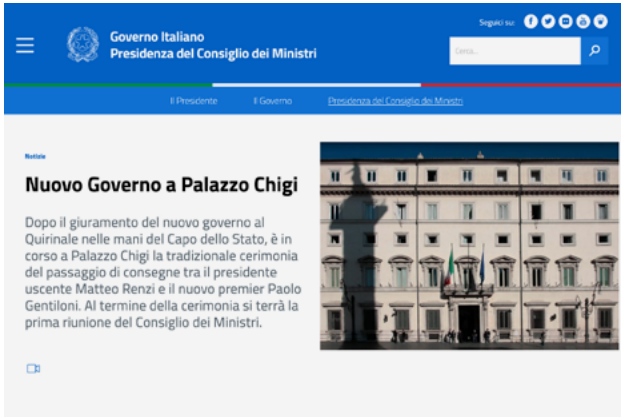 Governo Italiano
Presidenza del Consiglio dei Ministri
Seguici su:
Cerca...
Il Presidente
Il Governo
Presidenza del Consiglio dei Ministri
Notizie
Nuovo Governo a Palazzo Chigi
Dopo il giuramento del nuovo governo al
Quirinale nelle mani del Capo dello Stato, è in
corso a Palazzo Chigi la tradizionale cerimonia
del passaggio di consegne tra il presidente
uscente Matteo Renzi e il nuovo premier Paolo
Gentiloni. Al termine della cerimonia si terrà la
prima riunione del Consiglio dei Ministri.